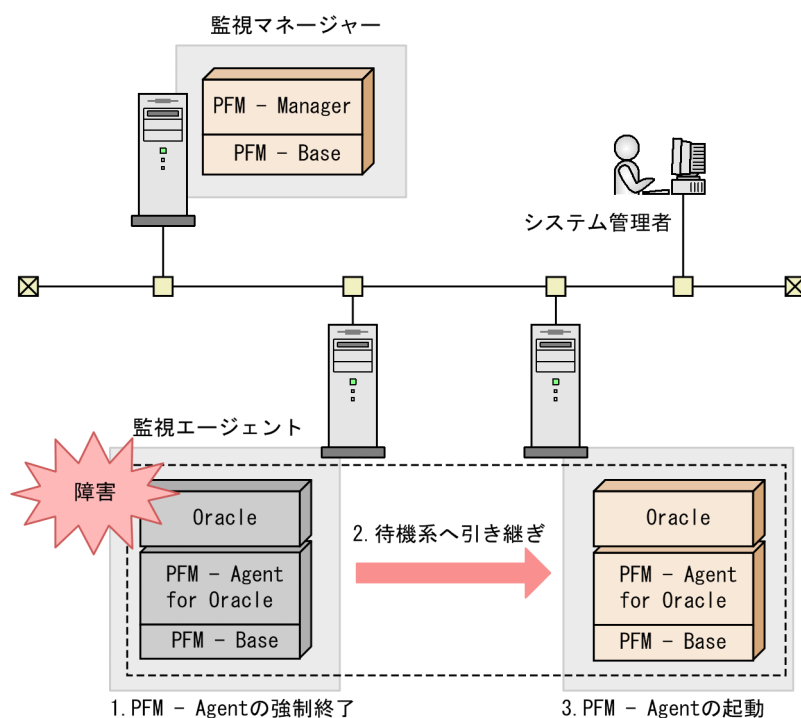 監視マネージャー
PFM － Manager
PFM － Base
システム管理者
監視エージェント
障害
Oracle
PFM － Agent
for Oracle
PFM － Base
2.待機系へ引き継ぎ
Oracle
PFM － Agent
for Oracle
PFM － Base
1.PFM － Agentの強制終了
3.PFM － Agentの起動